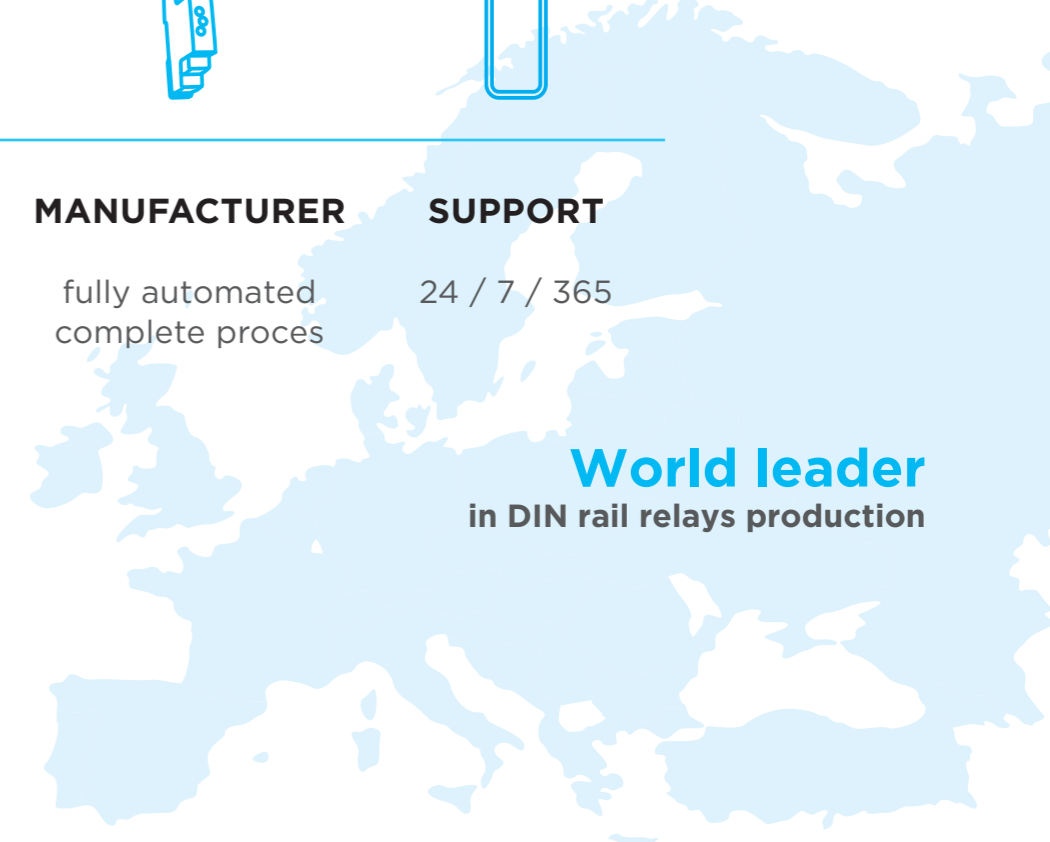 MANUFACTURER
fully automated
complete proces
SUPPORT
24 / 7 / 365
World leader
in DIN rail relays production